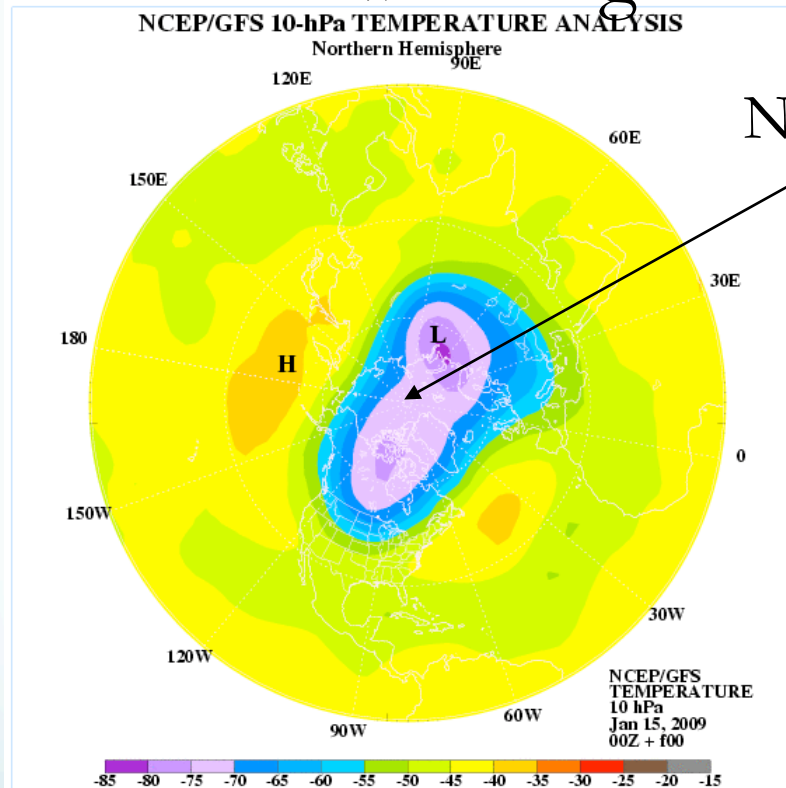 g
NCEP/GFS 10-hPa TEMPERATURE ANALYSIS
Northern Hemisphere
90E
120E
N
60E
150E
30E
180
L
H
0
150W
30W
120W
NCEP/GFS
TEMPERATURE
10 hPa
Jan 15, 2009
00Z + f00
60W
90W
-85 -80 -75 -70 -65 -60 -55 -50 -45 -40 -35 -30 -25 -20 -15